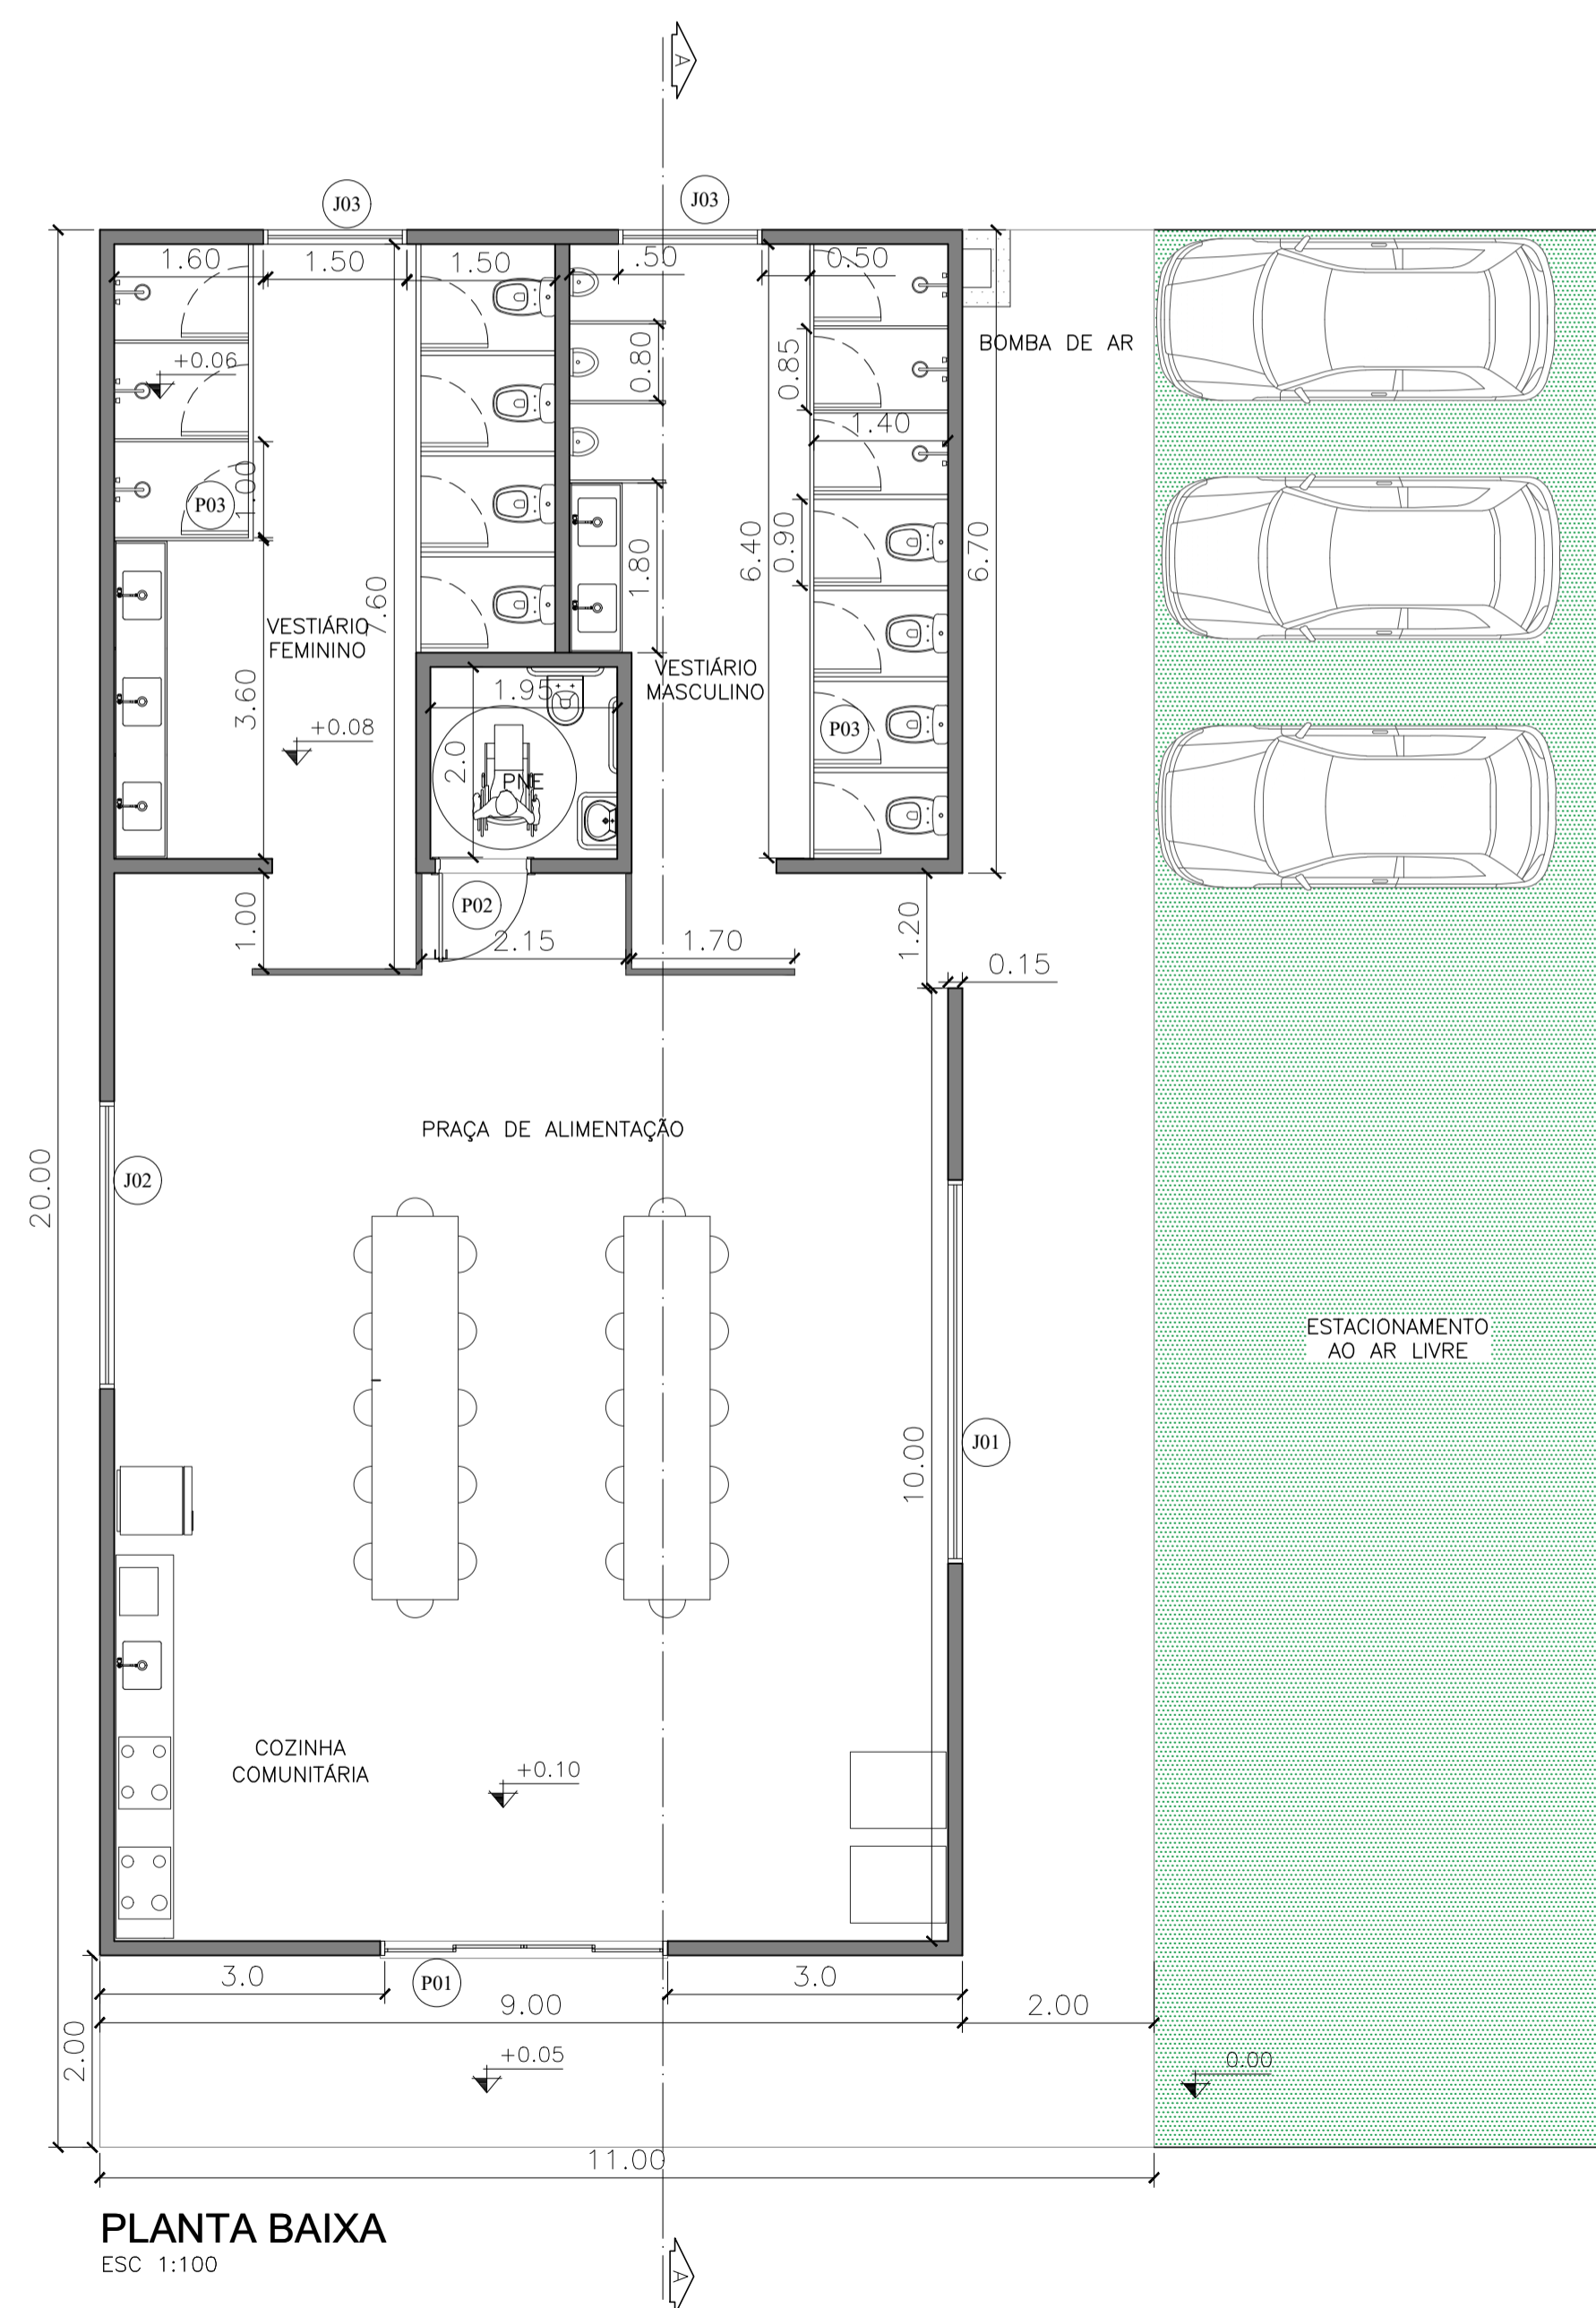 A
J03
J03
1.60
1.50
1.50
.50
0.50
BOMBA DE AR
+0.06
0.80
0.85
1.40
P03
1.00
1.80
6.40
0.90
6.70
7.60
VESTIÁRIO
FEMININO
VESTIÁRIO
MASCULINO
3.60
1.95
+0.08
2.0
PNE
P03
P02
1.00
2.15
1.70
1.20
0.15
PRAÇA DE ALIMENTAÇÃO
20.00
J02
ESTACIONAMENTO
AO AR LIVRE
10.00
J01
COZINHA
COMUNITÁRIA
+0.10
3.0
P01
3.0
9.00
2.00
2.00
+0.05
0.00
11.00
PLANTA BAIXA
ESC 1:100
A